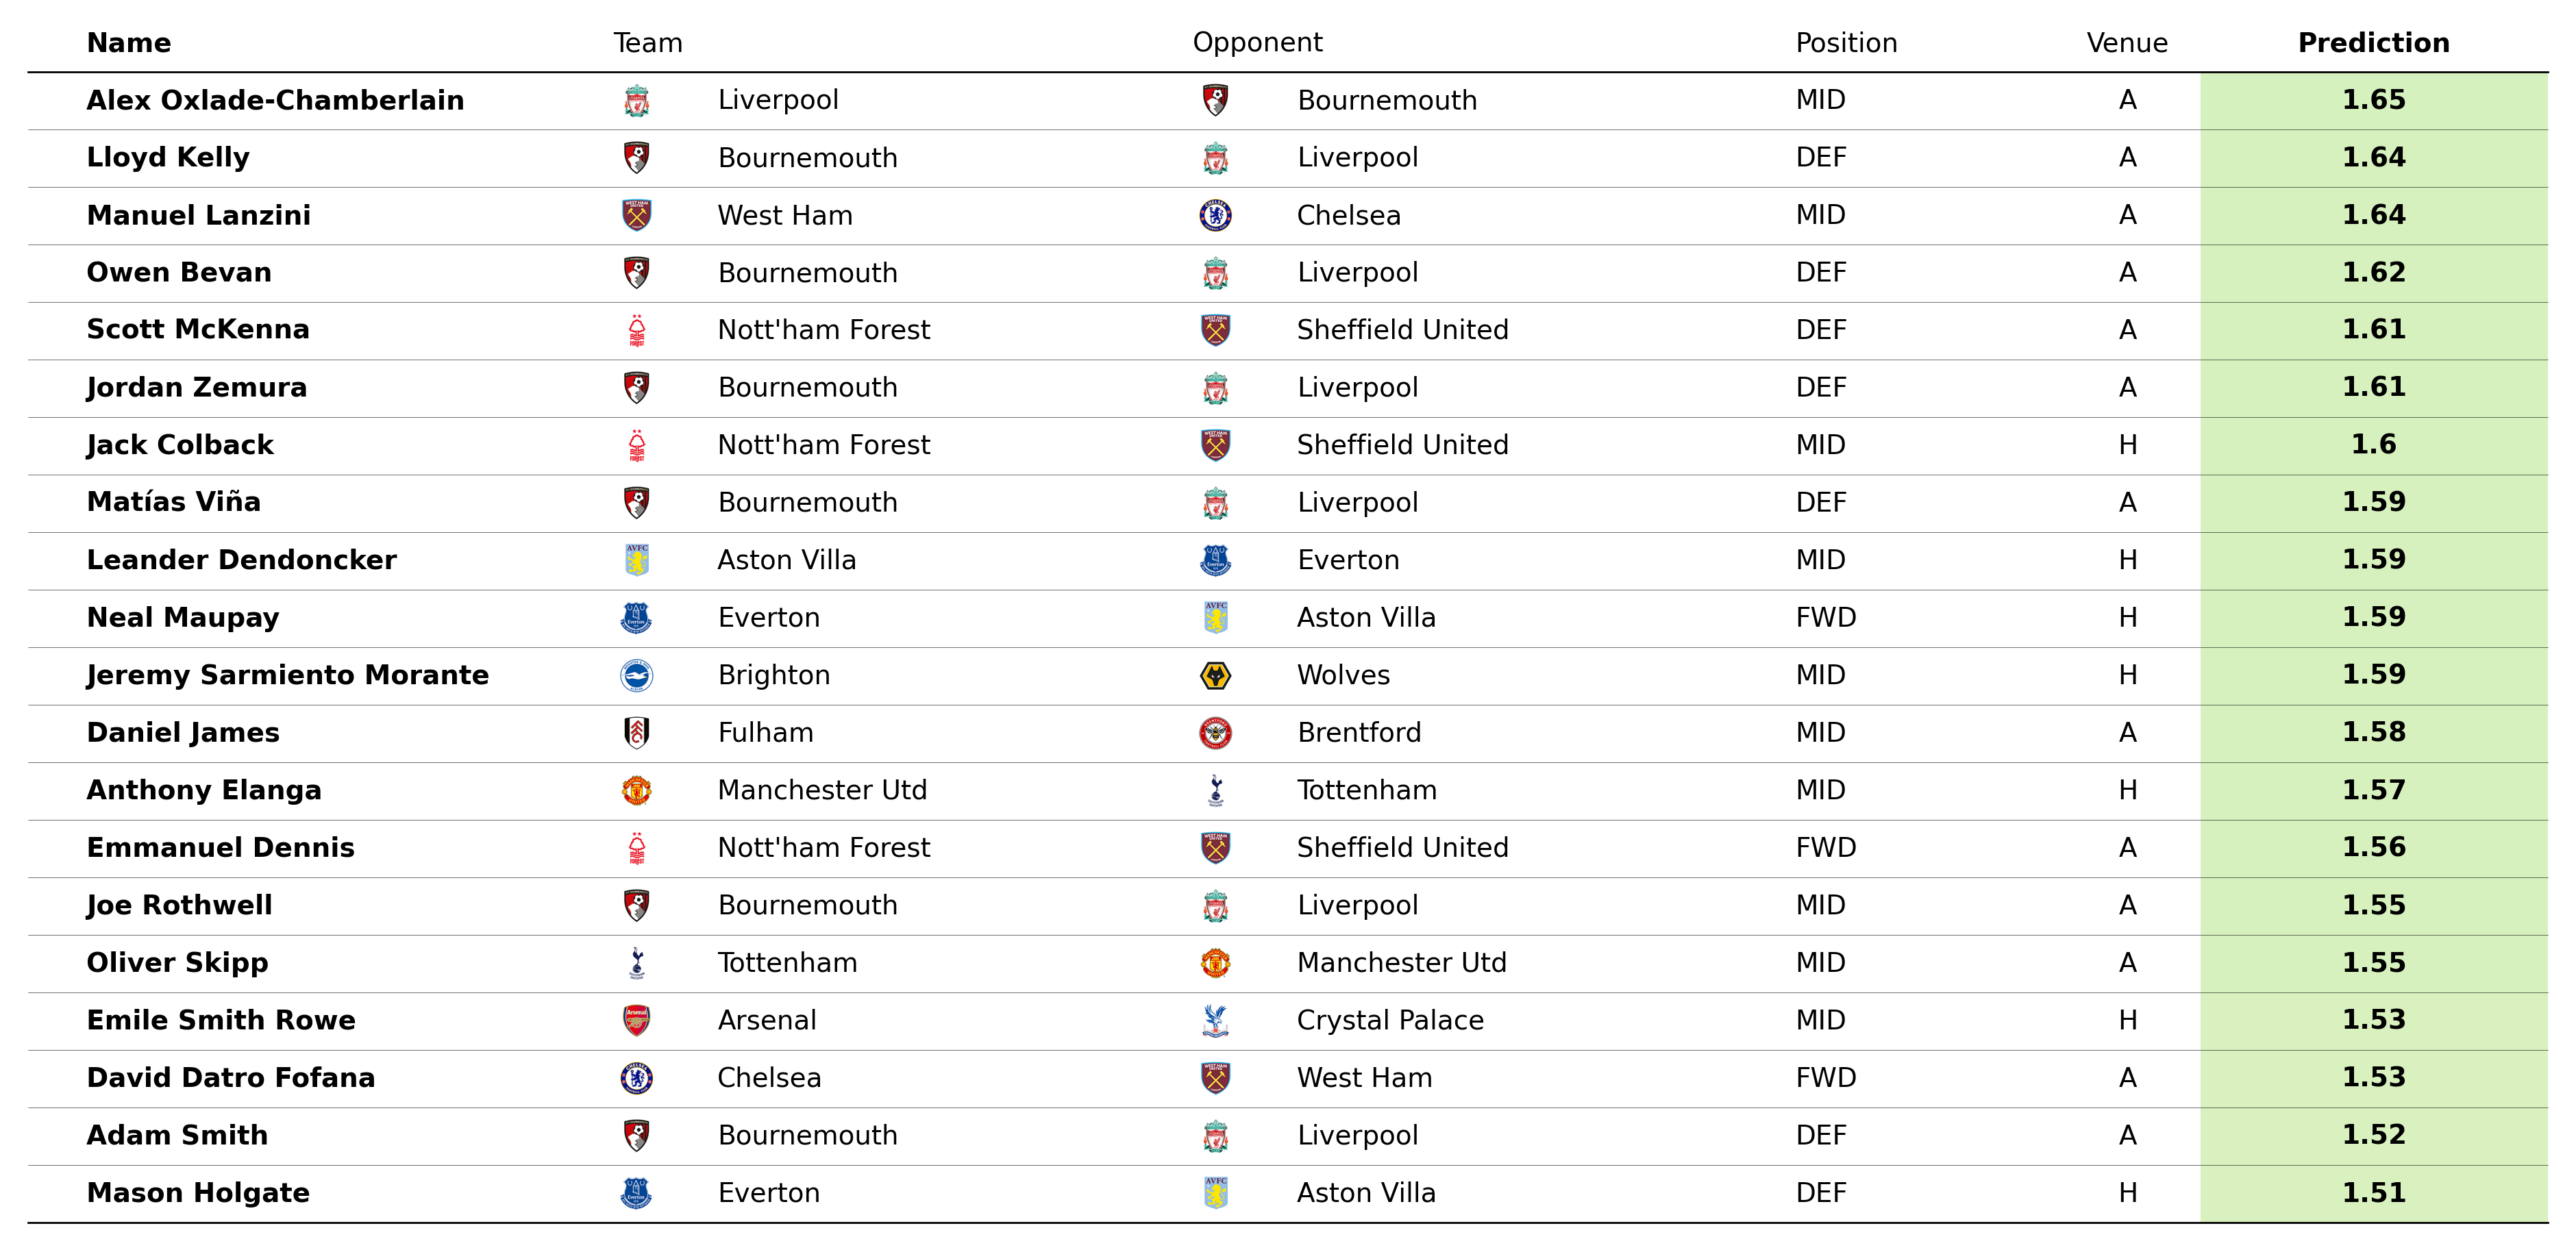 Name Team Opponent Position Venue Prediction
Alex Oxlade-Chamberlain Liverpool Bournemouth MID A 1.65
Lloyd Kelly Bournemouth Liverpool DEF A 1.64
Manuel Lanzini West Ham Chelsea MID A 1.64
Owen Bevan Bournemouth Liverpool DEF A 1.62
Scott McKenna Nott'ham Forest Sheffield United DEF A 1.61
Jordan Zemura Bournemouth Liverpool DEF A 1.61
Jack Colback Nott'ham Forest Sheffield United MID H 1.6
Matías Viña Bournemouth Liverpool DEF A 1.59
Leander Dendoncker Aston Villa Everton MID H 1.59
Neal Maupay Everton Aston Villa FWD H 1.59
Jeremy Sarmiento Morante Brighton Wolves MID H 1.59
Daniel James Fulham Brentford MID A 1.58
Anthony Elanga Manchester Utd Tottenham MID H 1.57
Emmanuel Dennis Nott'ham Forest Sheffield United FWD A 1.56
Joe Rothwell Bournemouth Liverpool MID A 1.55
Oliver Skipp Tottenham Manchester Utd MID A 1.55
Emile Smith Rowe Arsenal Crystal Palace MID H 1.53
David Datro Fofana Chelsea West Ham FWD A 1.53
Adam Smith Bournemouth Liverpool DEF A 1.52
Mason Holgate Everton Aston Villa DEF H 1.51